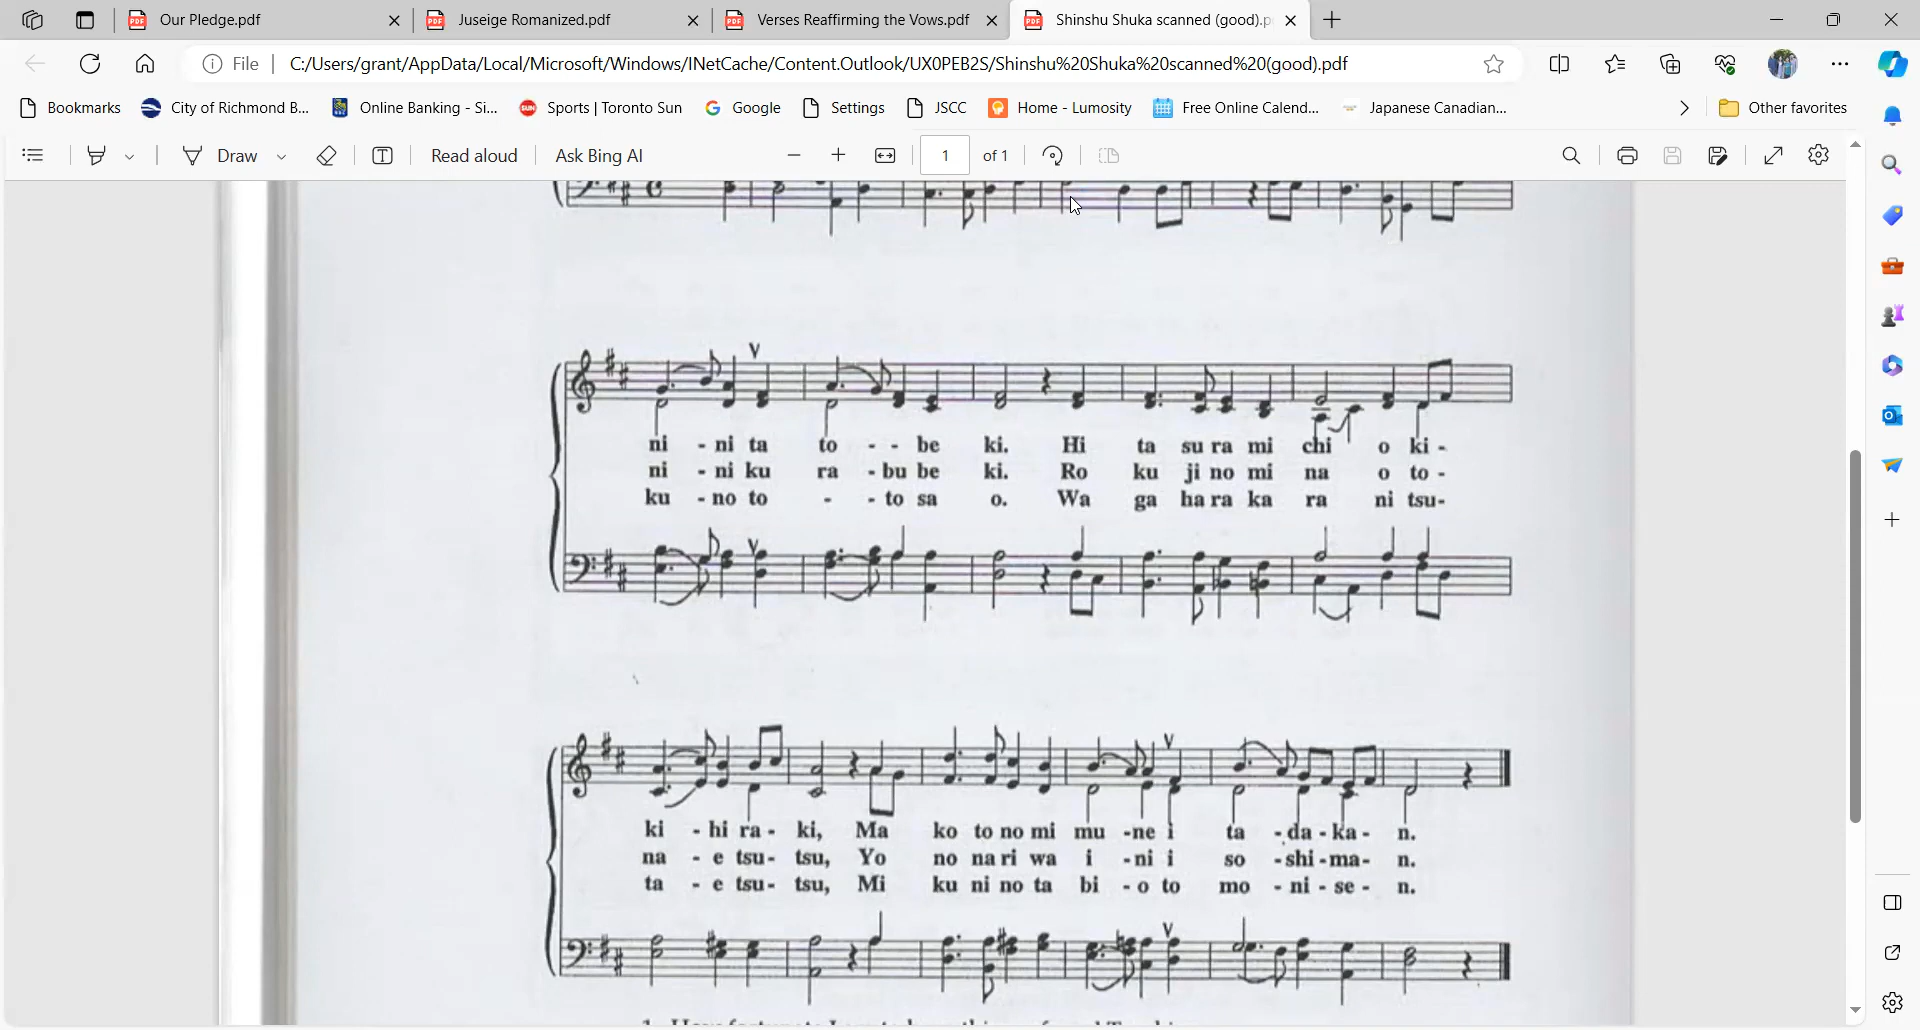 Our Pledge.pdf
Juseige Romanized.pdf
Verses Reaffirming the Vows.pdf
Shinshu Shuka scanned (good).p
File
C:/Users/grant/AppData/Local/Microsoft/Windows/INetCache/Content.Outlook/UX0PEB2S/Shinshu%20Shuka%20scanned%20(good).pdf
Bookmarks
City of Richmond B...
Online Banking - Si...
Sports | Toronto Sun
Google
Settings
JSCC
Home - Lumosity
Free Online Calend...
Japanese Canadian...
Other favorites
Draw
Read aloud
Ask Bing AI
1 of 1
ni - ni ta to - - be ki. Hi ta su ra mi chi o ki -
ni - ni ku ra - bu be ki. Ro ku ji no mi na o to -
ku - no to - - to sa o. Wa ga ha ra ka ra ni tsu-
ki - hi ra - ki, Ma ko to no mi mu -ne i ta -da - ka - n.
na - e tsu- tsu, Yo no na ri wa i -ni i so -shi -ma- n.
ta - e tsu- tsu, Mi ku ni no ta bi -o to mo - ni - se - n.